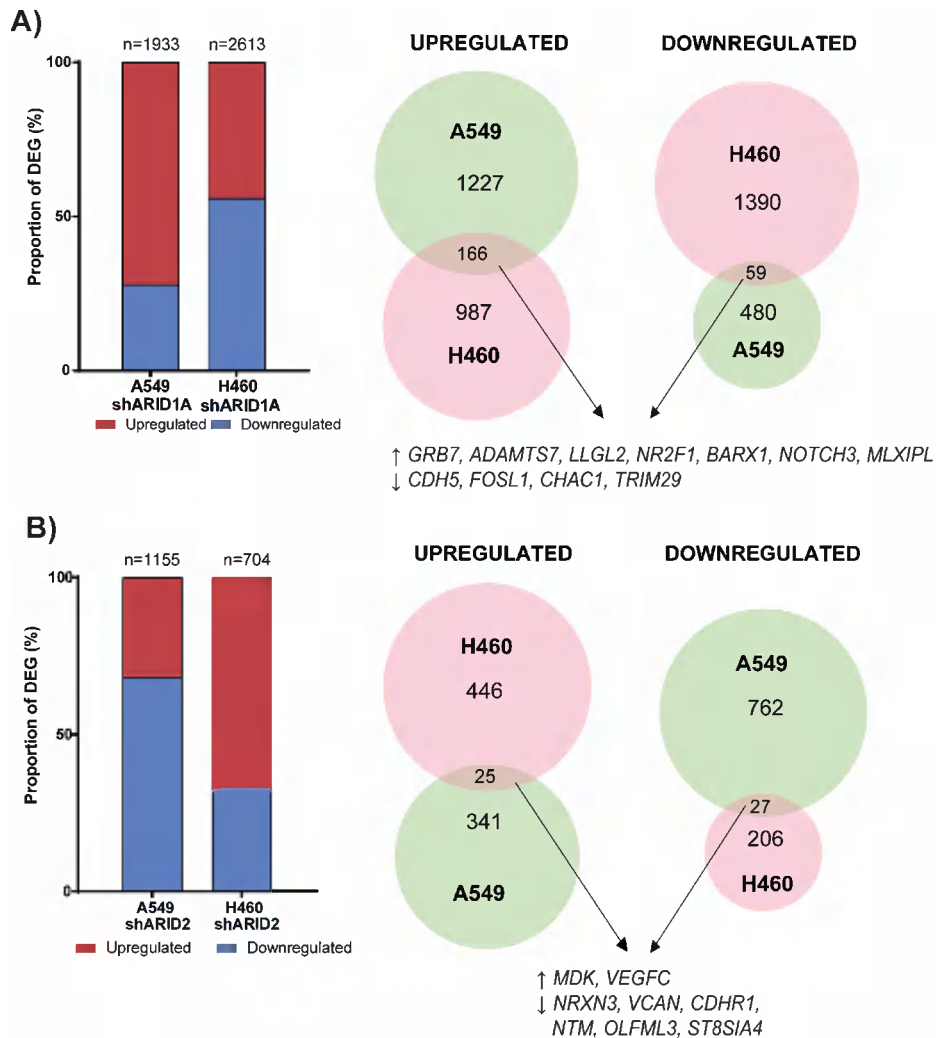 A)
n=1933
n=2613
UPREGULATED
DOWNREGULATED
Proportion of DEG (%)
100
50
0
A549
shARID1A
H460
shARID1A
Upregulated
Downregulated
A549
1227
166
987
H460
H460
1390
59
480
A549
↑ GRB7, ADAMTS7, LLGL2, NR2F1, BARX1, NOTCH3, MLXIPL
↓ CDH5, FOSL1, CHAC1, TRIM29
B)
n=1155
n=704
UPREGULATED
DOWNREGULATED
Proportion of DEG (%)
100
50
0
A549
shARID2
H460
shARID2
Upregulated
Downregulated
H460
446
25
341
A549
A549
762
27
206
H460
↑ MDK, VEGFC
↓ NRXN3, VCAN, CDHR1,
NTM, OLFML3, ST8SIA4